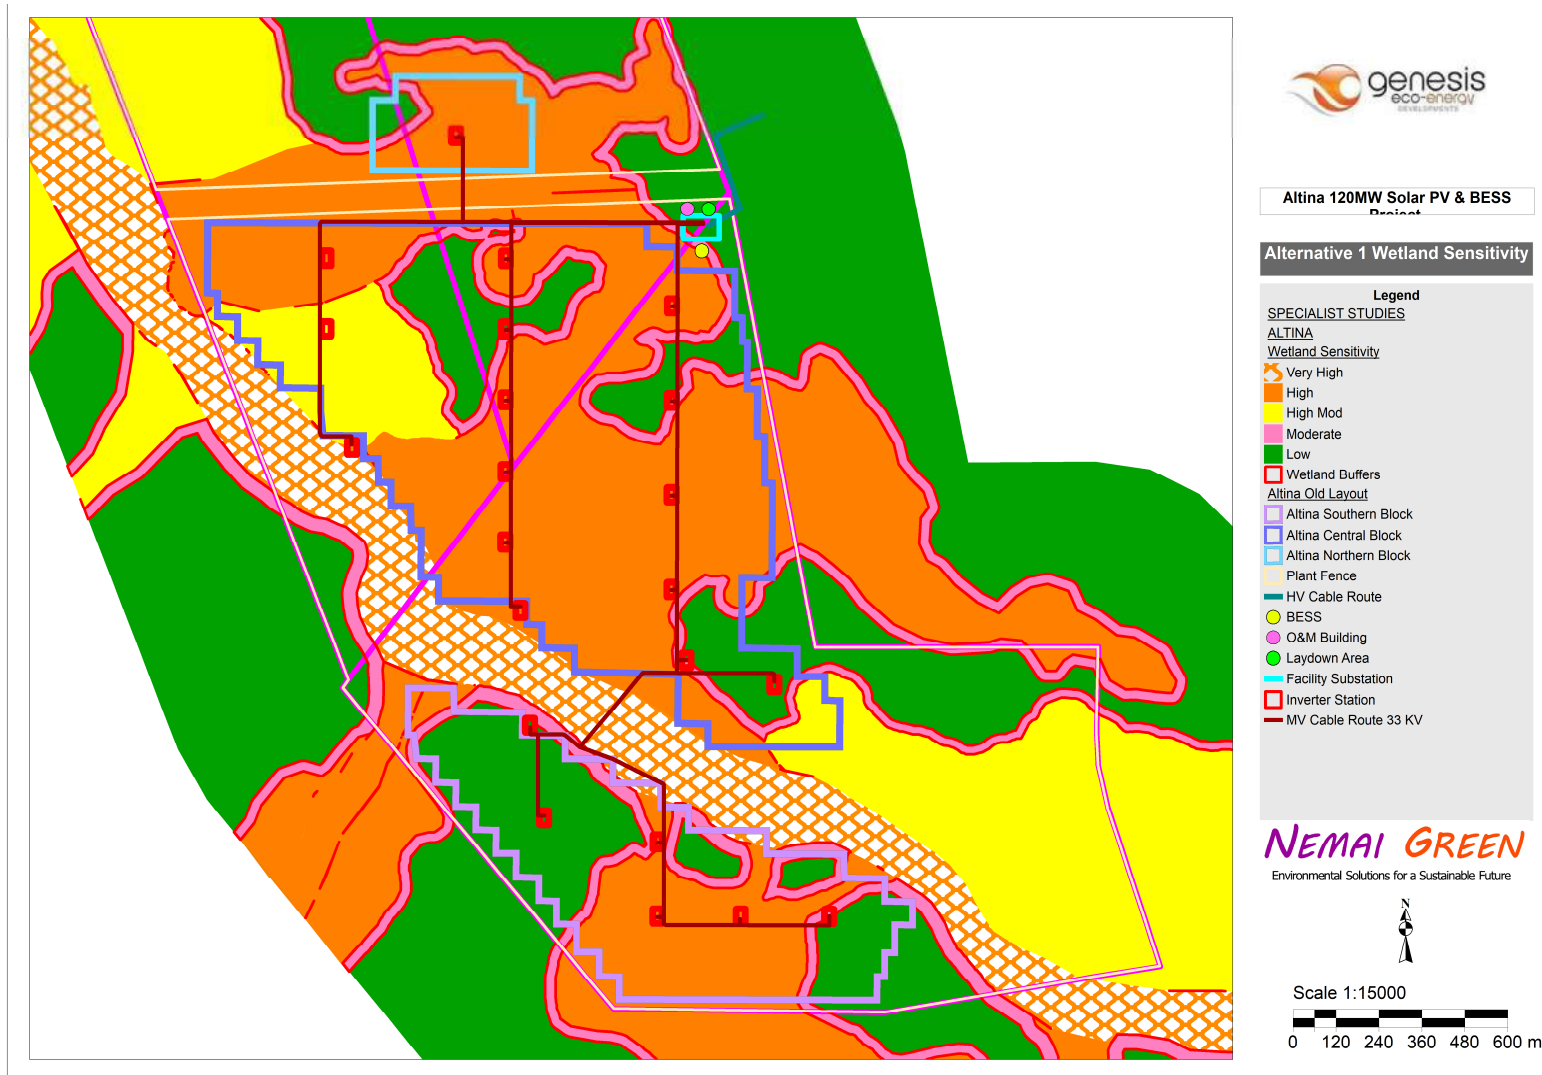 genesis
eco-energy
DEVELOPMENTS
Altina 120MW Solar PV & BESS
Project
Alternative 1 Wetland Sensitivity
Legend
SPECIALIST STUDIES
ALTINA
Wetland Sensitivity
Very High
High
High Mod
Moderate
Low
Wetland Buffers
Altina Old Layout
Altina Southern Block
Altina Central Block
Altina Northern Block
Plant Fence
HV Cable Route
BESS
O&M Building
Laydown Area
Facility Substation
Inverter Station
MV Cable Route 33 KV
NEMAI GREEN
Environmental Solutions for a Sustainable Future
N
Scale 1:15000
0 120 240 360 480 600 m